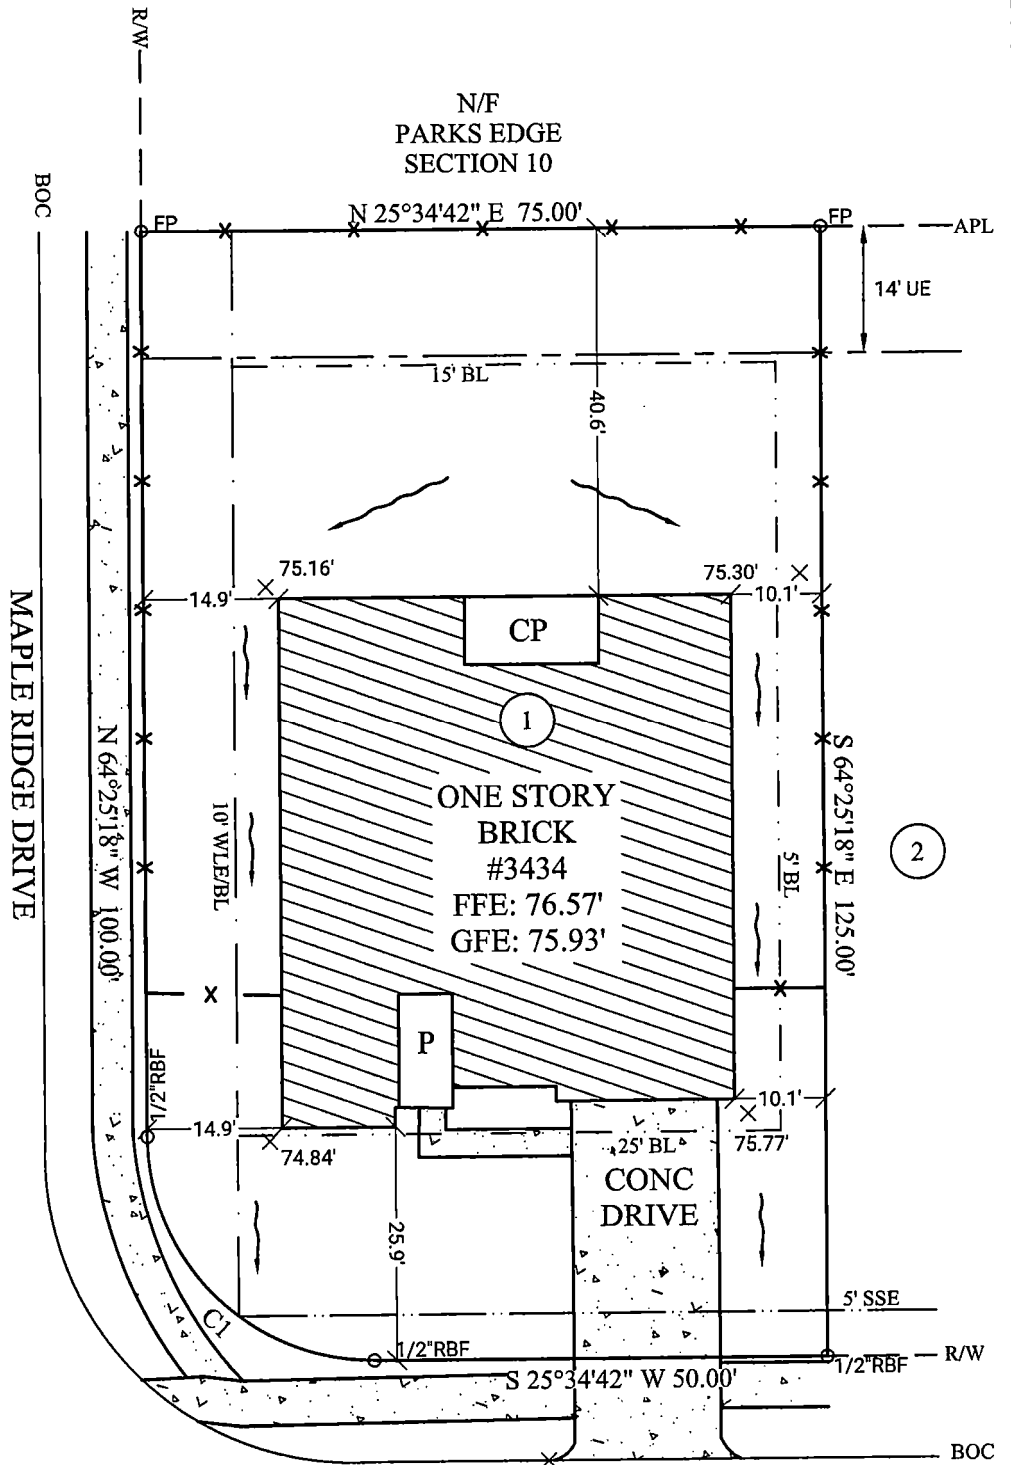 R/W
N/F
PARKS EDGE
SECTION 10
BOC
N 25°34'42" E 75.00'
FP
FP
APL
14' UE
15' BL
40.6'
75.16'
75.30'
14.9'
10.1'
CP
1
MAPLE RIDGE DRIVE
N 64°25'18" W 100.00'
10' WLE/BL
ONE STORY
BRICK
#3434
FFE: 76.57'
GFE: 75.93'
5' BL
S 64°25'18" E 125.00'
2
P
1/2"RBF
14.9'
74.84'
10.1'
75.77'
25' BL
CONC
DRIVE
25.9'
C1
5' SSE
1/2"RBF
S 25°34'42" W 50.00'
1/2"RBF
R/W
BOC